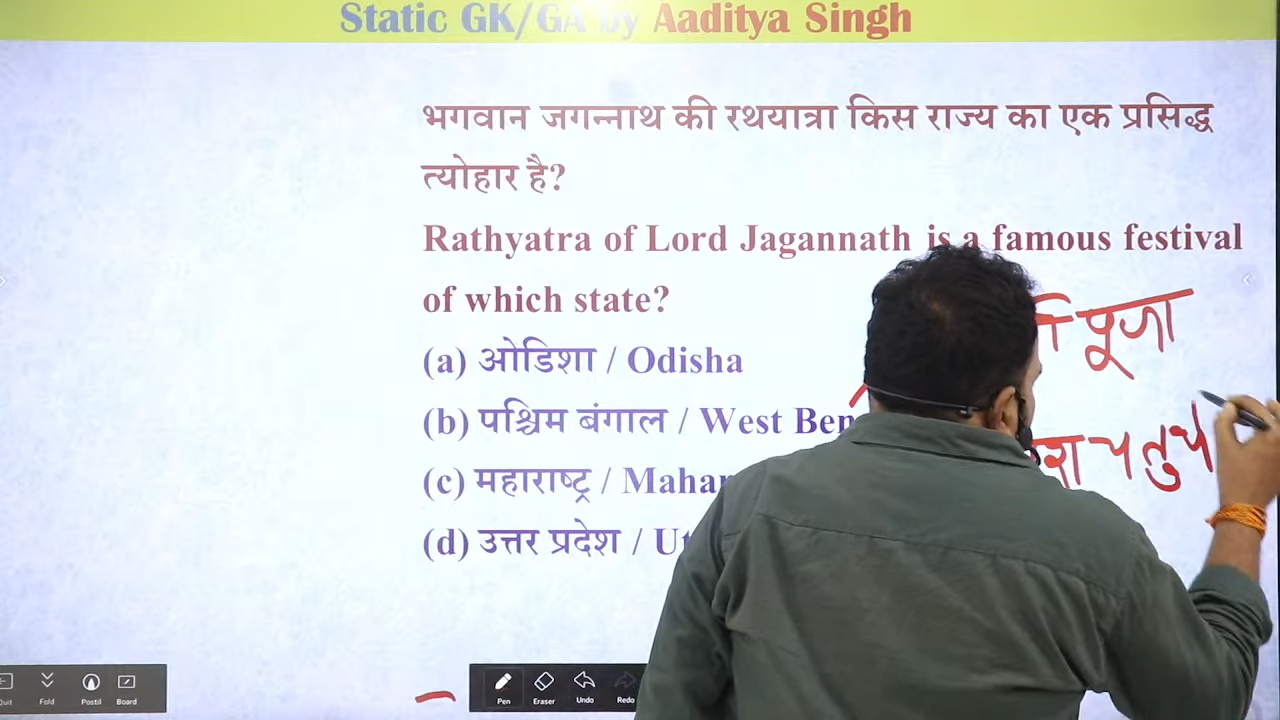 Static GK/GA by Aaditya Singh
भगवान जगन्नाथ की रथयात्रा किस राज्य का एक प्रसिद्ध
त्योहार है?
Rathyatra of Lord Jagannath is a famous festival
of which state?
(a) ओडिशा / Odisha
पूजा
(b) पश्चिम बंगाल / West Ben
(c) महाराष्ट्र / Mahar
(d) उत्तर प्रदेश / Ut
Quit Fold Postil Board Pen Eraser Undo Redo